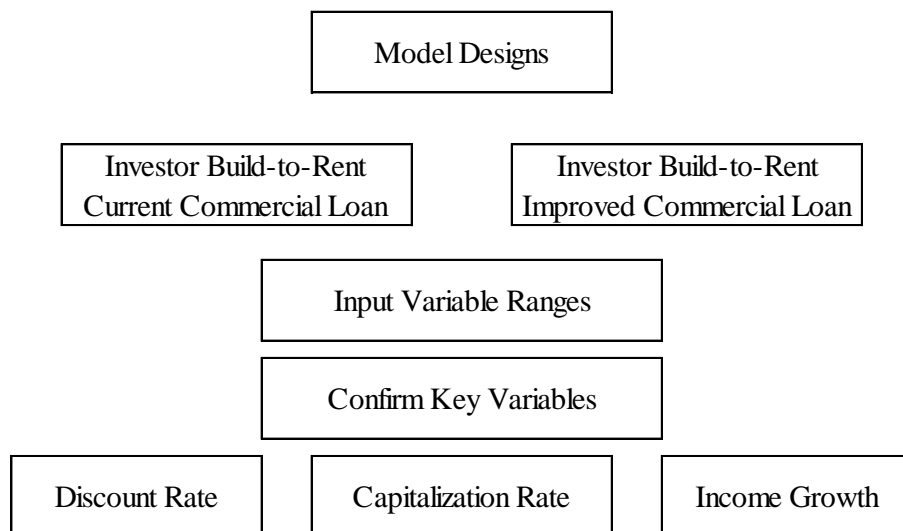 Model Designs
Investor Build-to-Rent
Current Commercial Loan
Investor Build-to-Rent
Improved Commercial Loan
Input Variable Ranges
Confirm Key Variables
Discount Rate
Capitalization Rate
Income Growth